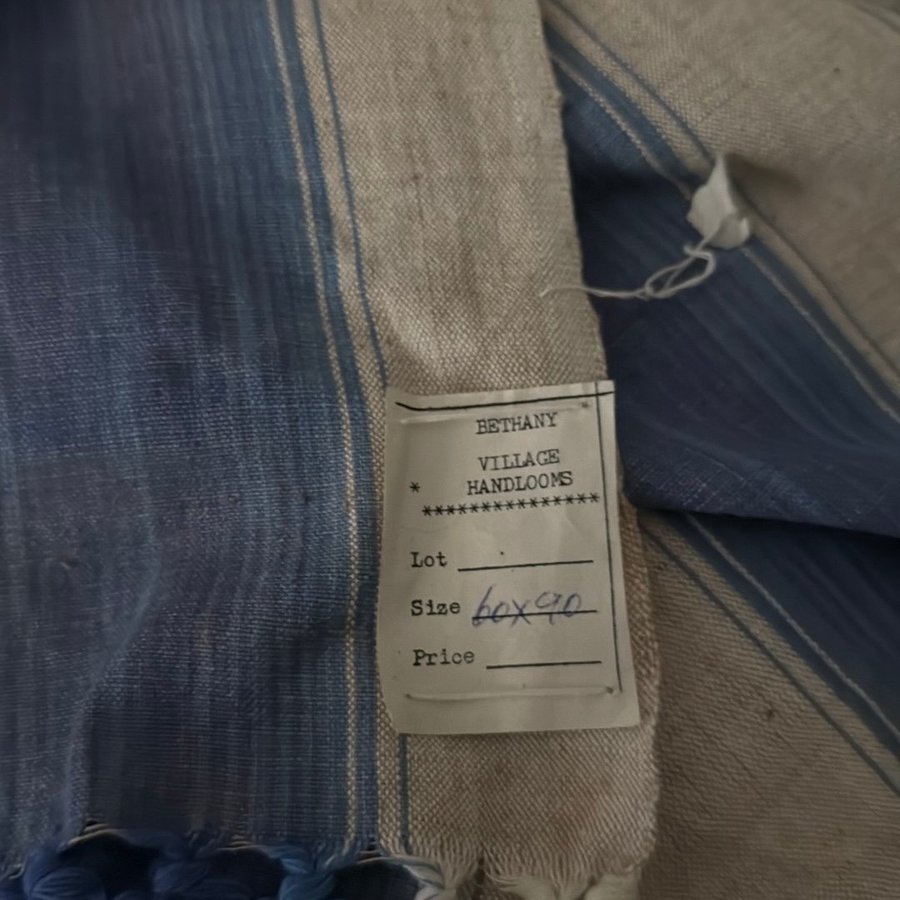 BETHANY
VILLAGE
* HANDLOOMS
***************
Lot
Size 60x90
Price